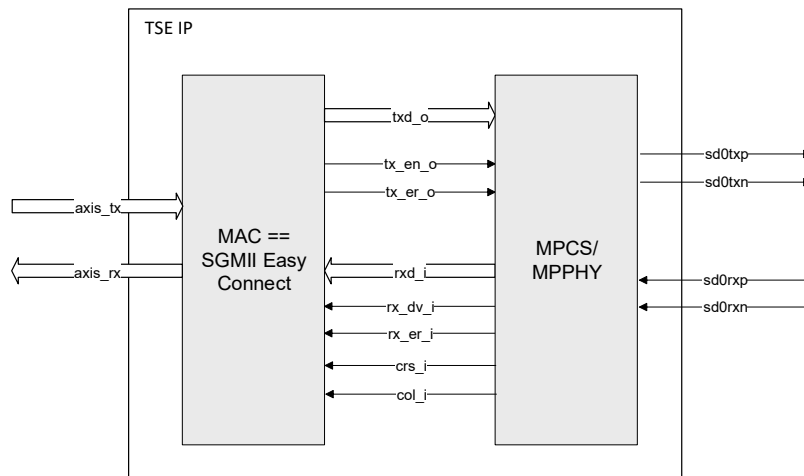 TSE IP
txd_o
tx_en_o
tx_er_o
sd0txp
sd0txn
axis_tx
MAC ==
SGMII Easy
Connect
MPCS/
MPPHY
axis_rx
rxd_i
rx_dv_i
rx_er_i
crs_i
col_i
sd0rxp
sd0rxn